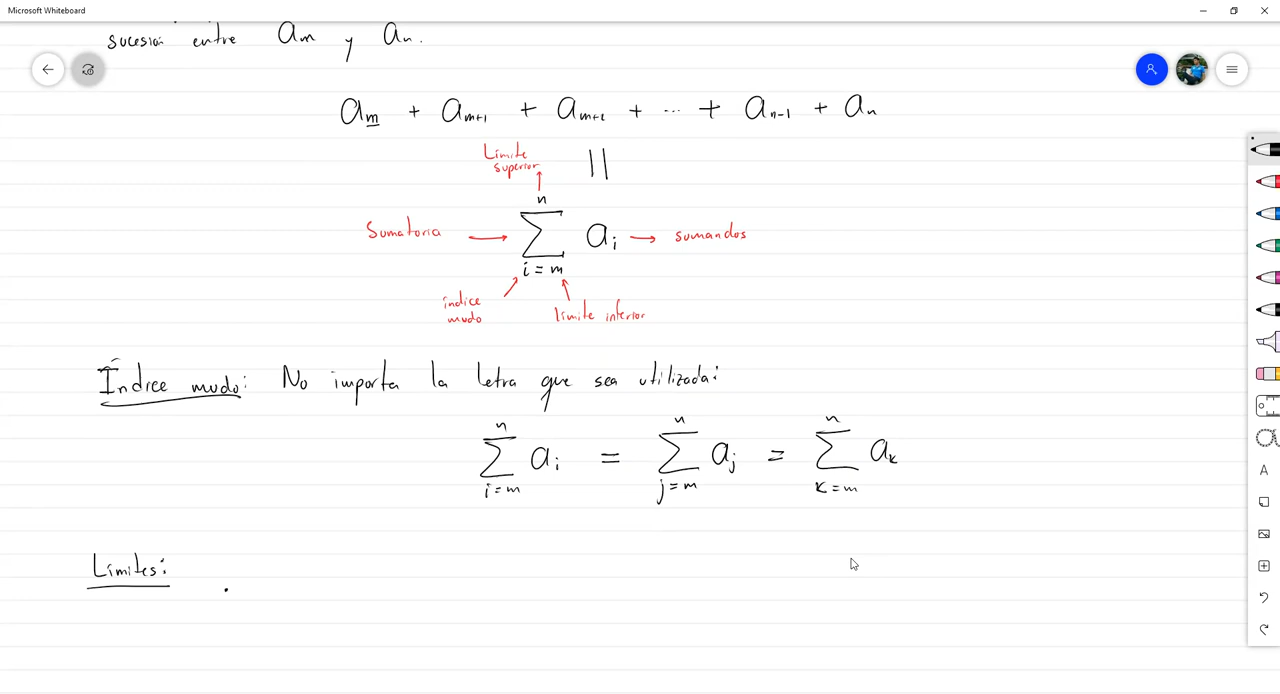 Microsoft Whiteboard
sucesión entre am y an.
am + am+1 + am+2 + ... + an-1 + an
Límite
superior
||
n
Sumatoria → ∑ ai → sumandos
i = m
índice
mudo
límite inferior
Índice mudo: No importa la letra que sea utilizada:
n n n
∑ ai = ∑ aj = ∑ ak
i = m j = m k = m
Límites: